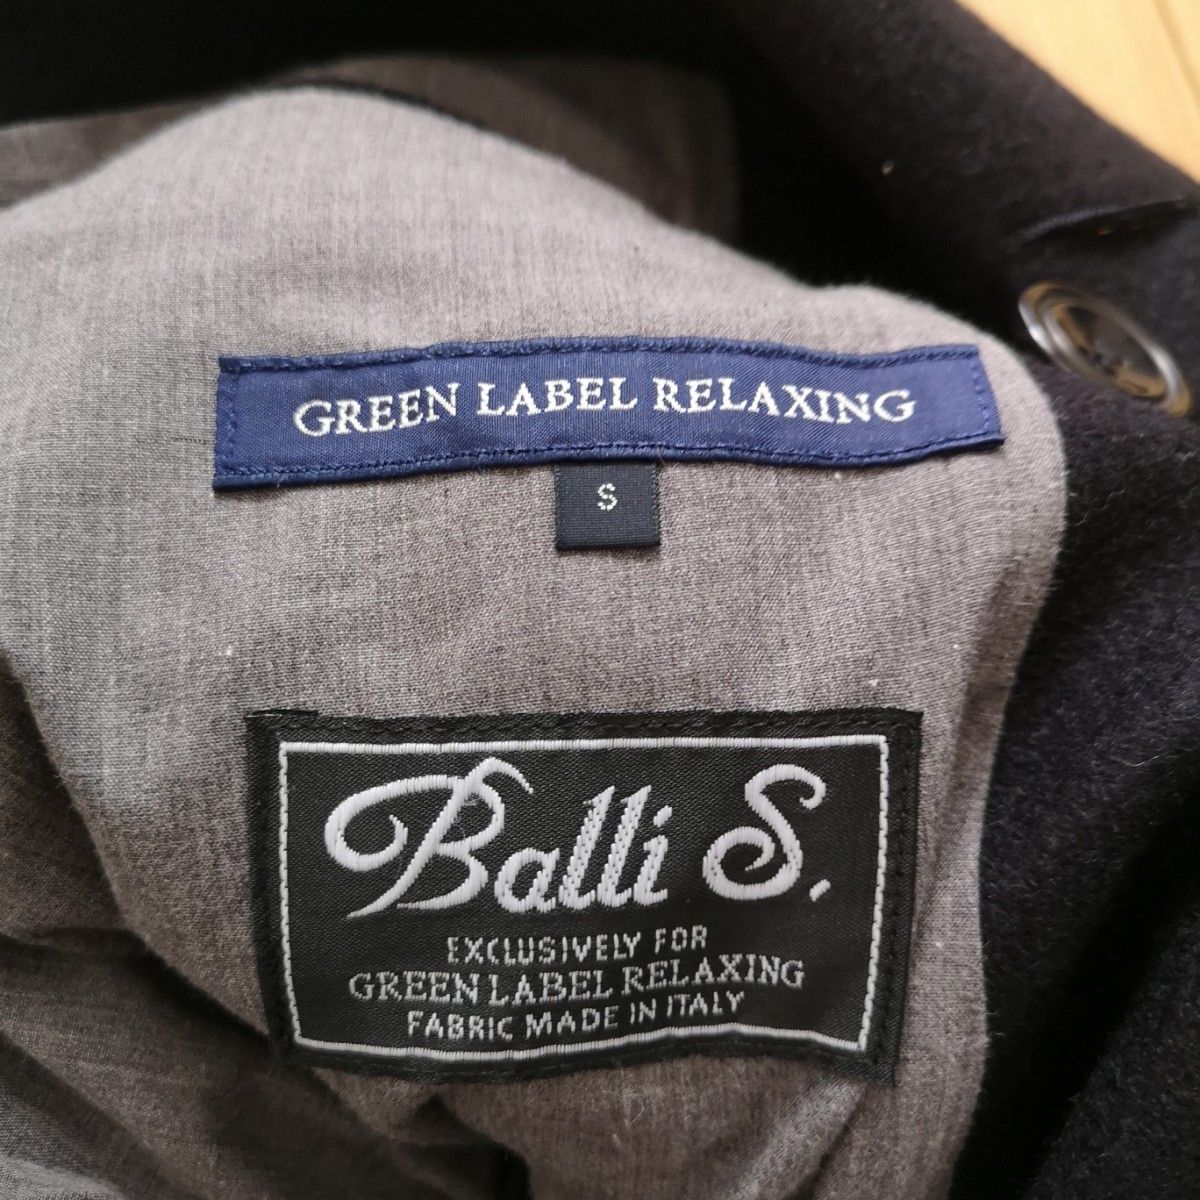 GREEN LABEL RELAXING
S
Balli S.
EXCLUSIVELY FOR
GREEN LABEL RELAXING
FABRIC MADE IN ITALY